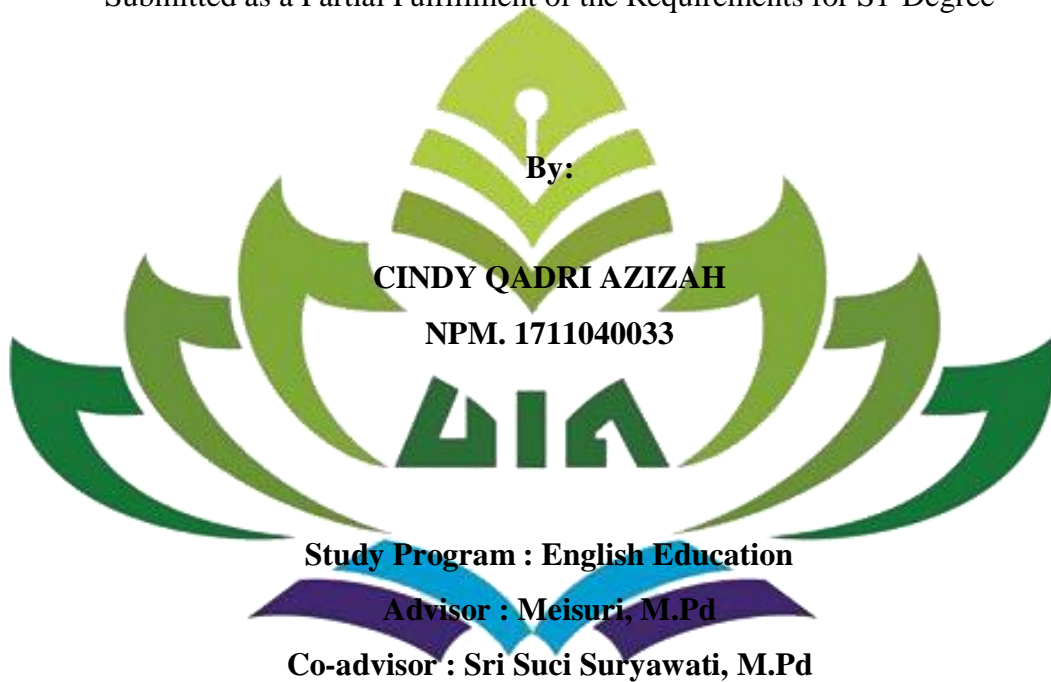 Submitted as a Partial Fulfillment of the Requirements for S1-Degree
By:
CINDY QADRI AZIZAH
NPM. 1711040033
UIN
Study Program : English Education
Advisor : Meisuri, M.Pd
Co-advisor : Sri Suci Suryawati, M.Pd